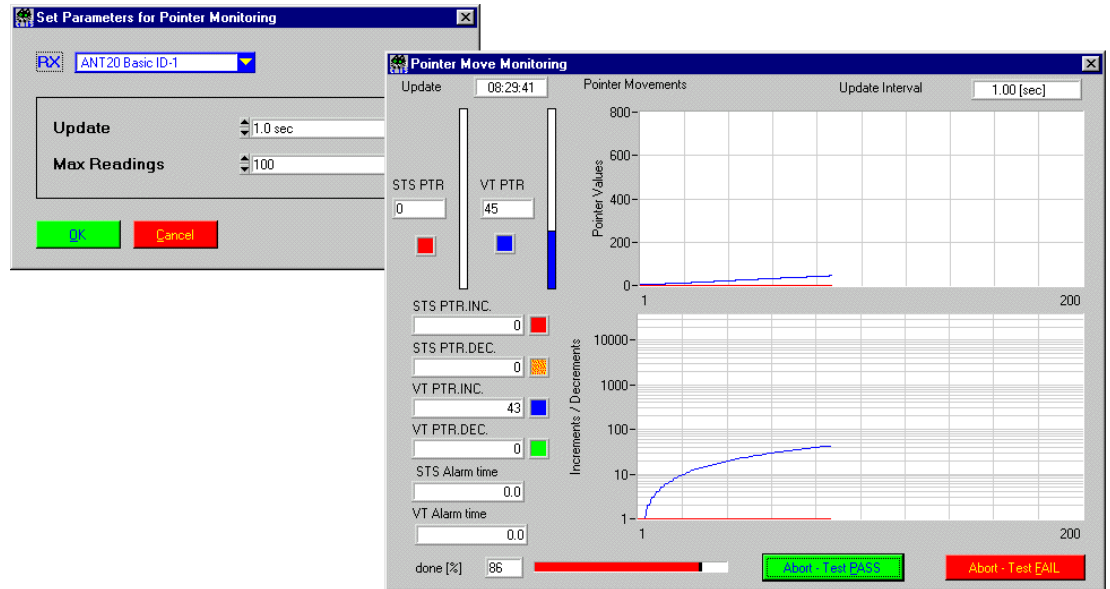 Set Parameters for Pointer Monitoring
RX ANT20 Basic ID-1
Update 1.0 sec
Max Readings 100
OK Cancel
Pointer Move Monitoring
Update 08:29:41 Pointer Movements Update Interval 1.00 [sec]
STS PTR VT PTR
0 45
Pointer Values
800
600
400
200
0
1 200
STS PTR.INC.
0
STS PTR.DEC.
0
VT PTR.INC.
43
VT PTR.DEC.
0
STS Alarm time
0.0
VT Alarm time
0.0
Increments / Decrements
10000
1000
100
10
1
1 200
done [%] 86 Abort - Test PASS Abort - Test FAIL